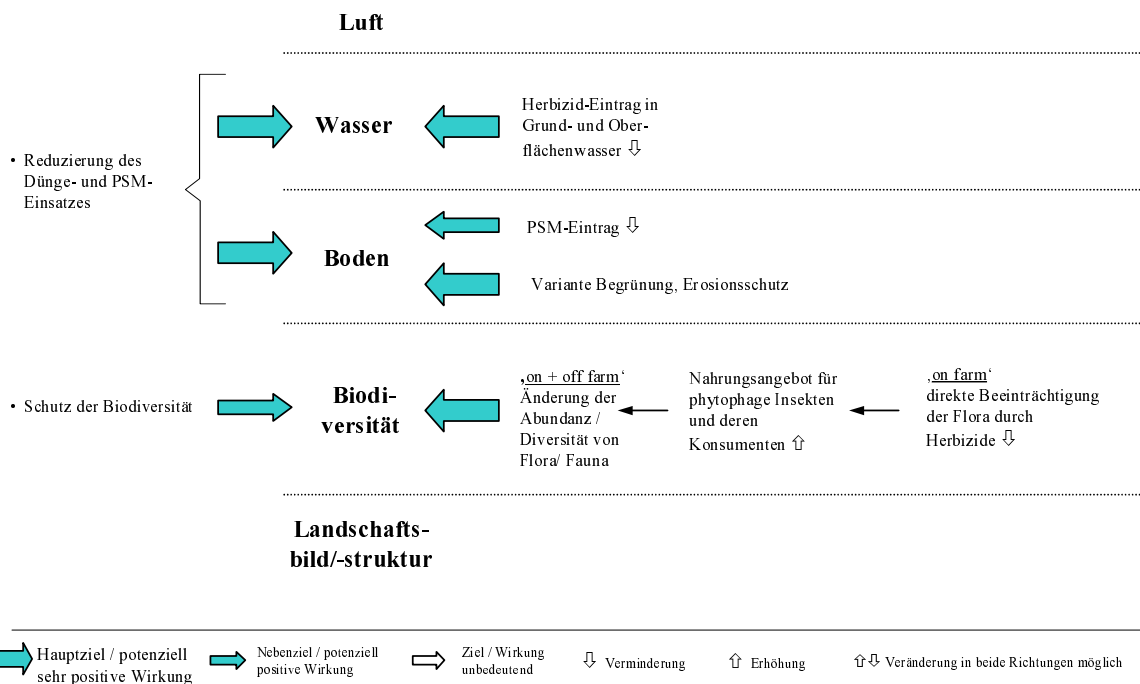 Luft
• Reduzierung des
Dünge- und PSM-
Einsatzes
Wasser
Herbizid-Eintrag in
Grund- und Ober-
flächenwasser ⇩
Boden
PSM-Eintrag ⇩
Variante Begrünung, Erosionsschutz
• Schutz der Biodiversität
Biodi-
versität
‚on + off farm‘
Änderung der
Abundanz /
Diversität von
Flora/ Fauna
Nahrungsangebot für
phytophage Insekten
und deren
Konsumenten ⇧
‚on farm‘
direkte Beeinträchtigung
der Flora durch
Herbizide ⇩
Landschafts-
bild/-struktur
Hauptziel / potenziell
sehr positive Wirkung
Nebenziel / potenziell
positive Wirkung
Ziel / Wirkung
unbedeutend
⇩ Verminderung
⇧ Erhöhung
⇧⇩ Veränderung in beide Richtungen möglich